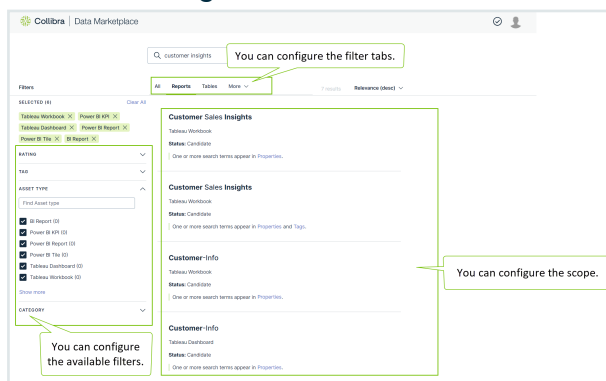 Collibra | Data Marketplace
customer insights
You can configure the filter tabs.
Filters
All Reports Tables More
7 results
Relevance (desc)
SELECTED (6)
Clear All
Tableau Workbook X Power BI KPI X
Tableau Dashboard X Power BI Report X
Power BI Tile X BI Report X
RATING
TAG
ASSET TYPE
Find Asset type
BI Report (0)
Power BI KPI (0)
Power BI Report (0)
Power BI Tile (0)
Tableau Dashboard (0)
Tableau Workbook (0)
Show more
CATEGORY
You can configure
the available filters.
Customer Sales Insights
Tableau Workbook
Status: Candidate
One or more search terms appear in Properties.
Customer Sales Insights
Tableau Workbook
Status: Candidate
One or more search terms appear in Properties and Tags.
Customer-Info
Tableau Workbook
Status: Candidate
One or more search terms appear in Properties.
Customer-Info
Tableau Dashboard
Status: Candidate
One or more search terms appear in Properties.
You can configure the scope.